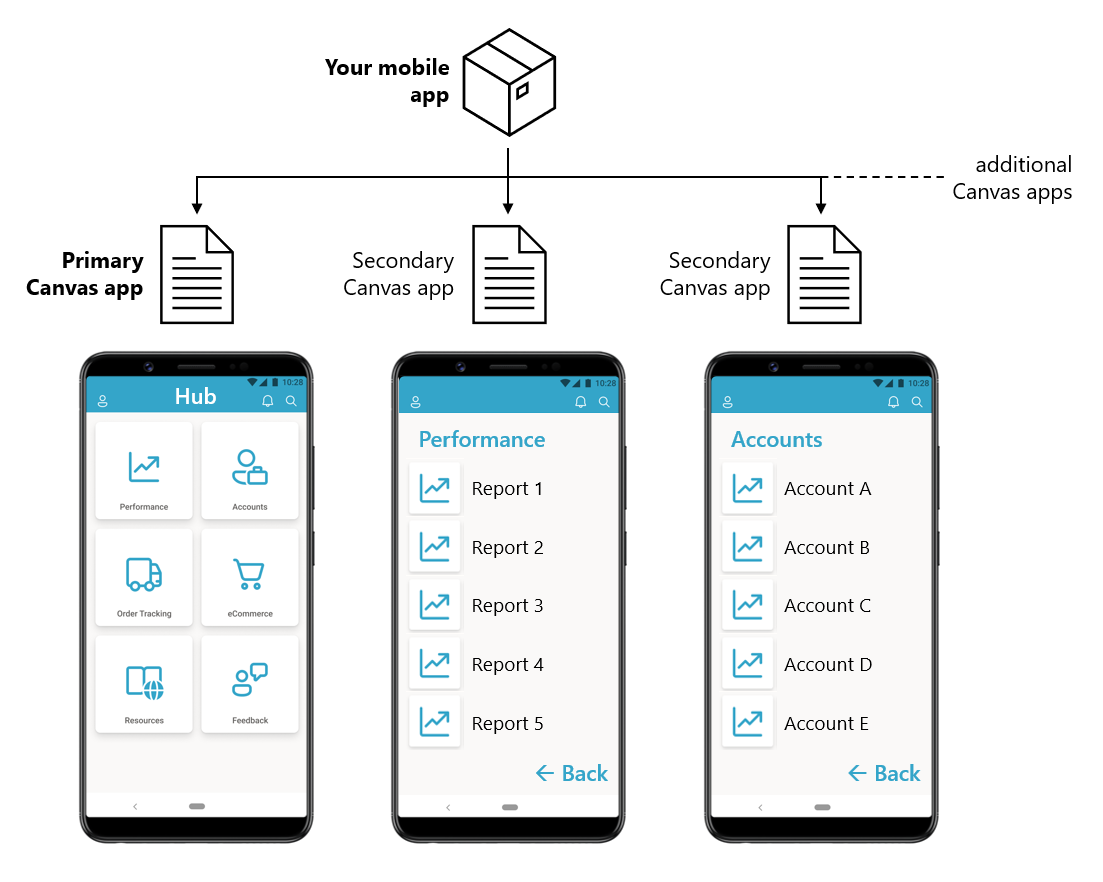 Your mobile
app
additional
Canvas apps
Primary
Canvas app
Secondary
Canvas app
Secondary
Canvas app
10:28
Hub
Performance
Accounts
Order Tracking
eCommerce
Resources
Feedback
10:28
Performance
Report 1
Report 2
Report 3
Report 4
Report 5
← Back
10:28
Accounts
Account A
Account B
Account C
Account D
Account E
← Back